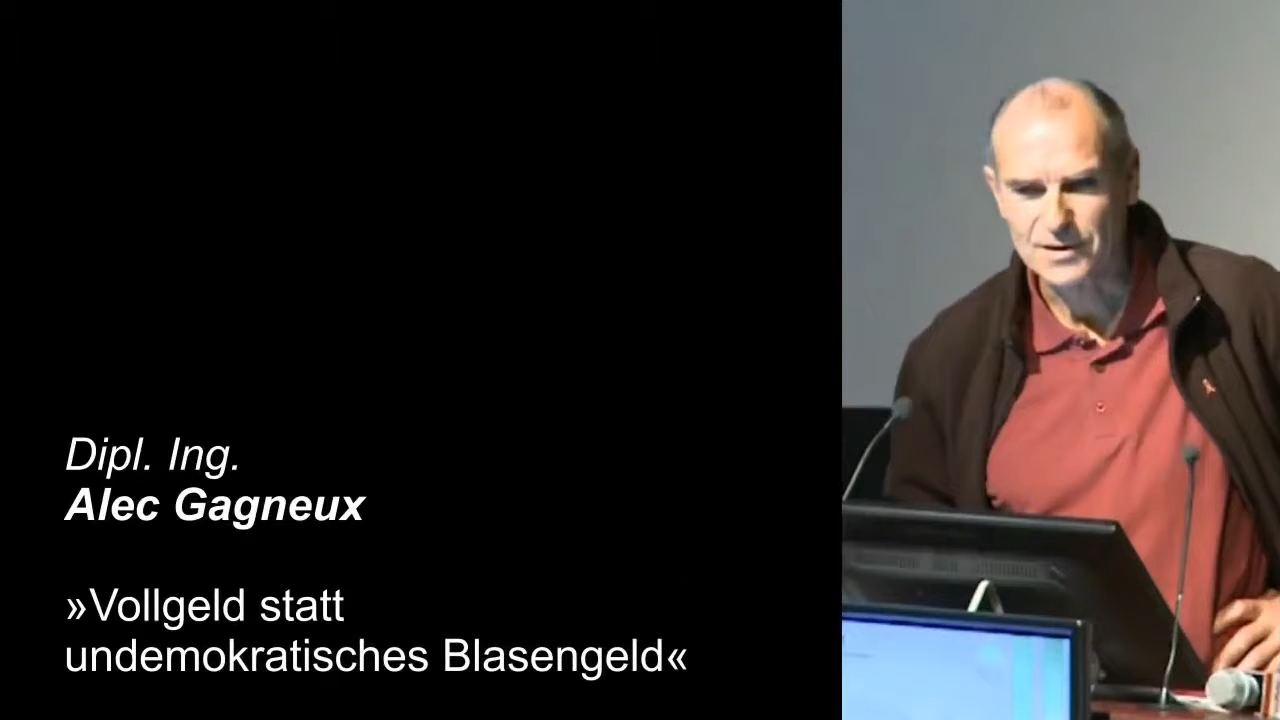 Dipl. Ing.
Alec Gagneux
»Vollgeld statt
undemokratisches Blasengeld«